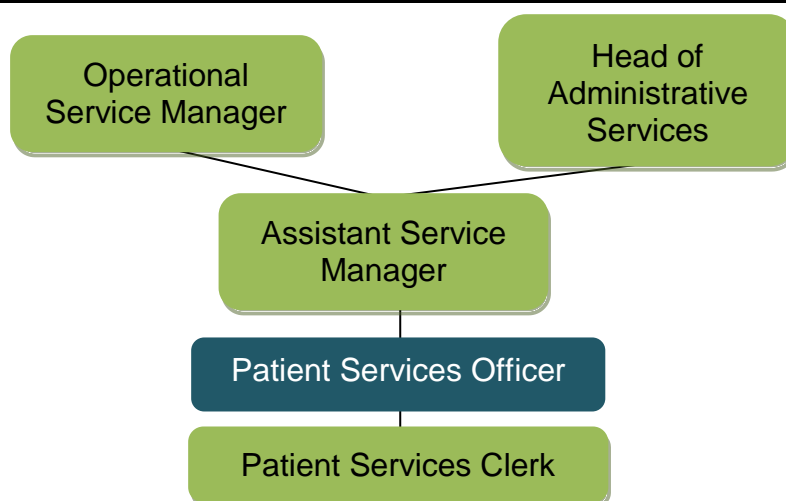 Operational
Service Manager
Head of
Administrative
Services
Assistant Service
Manager
Patient Services Officer
Patient Services Clerk